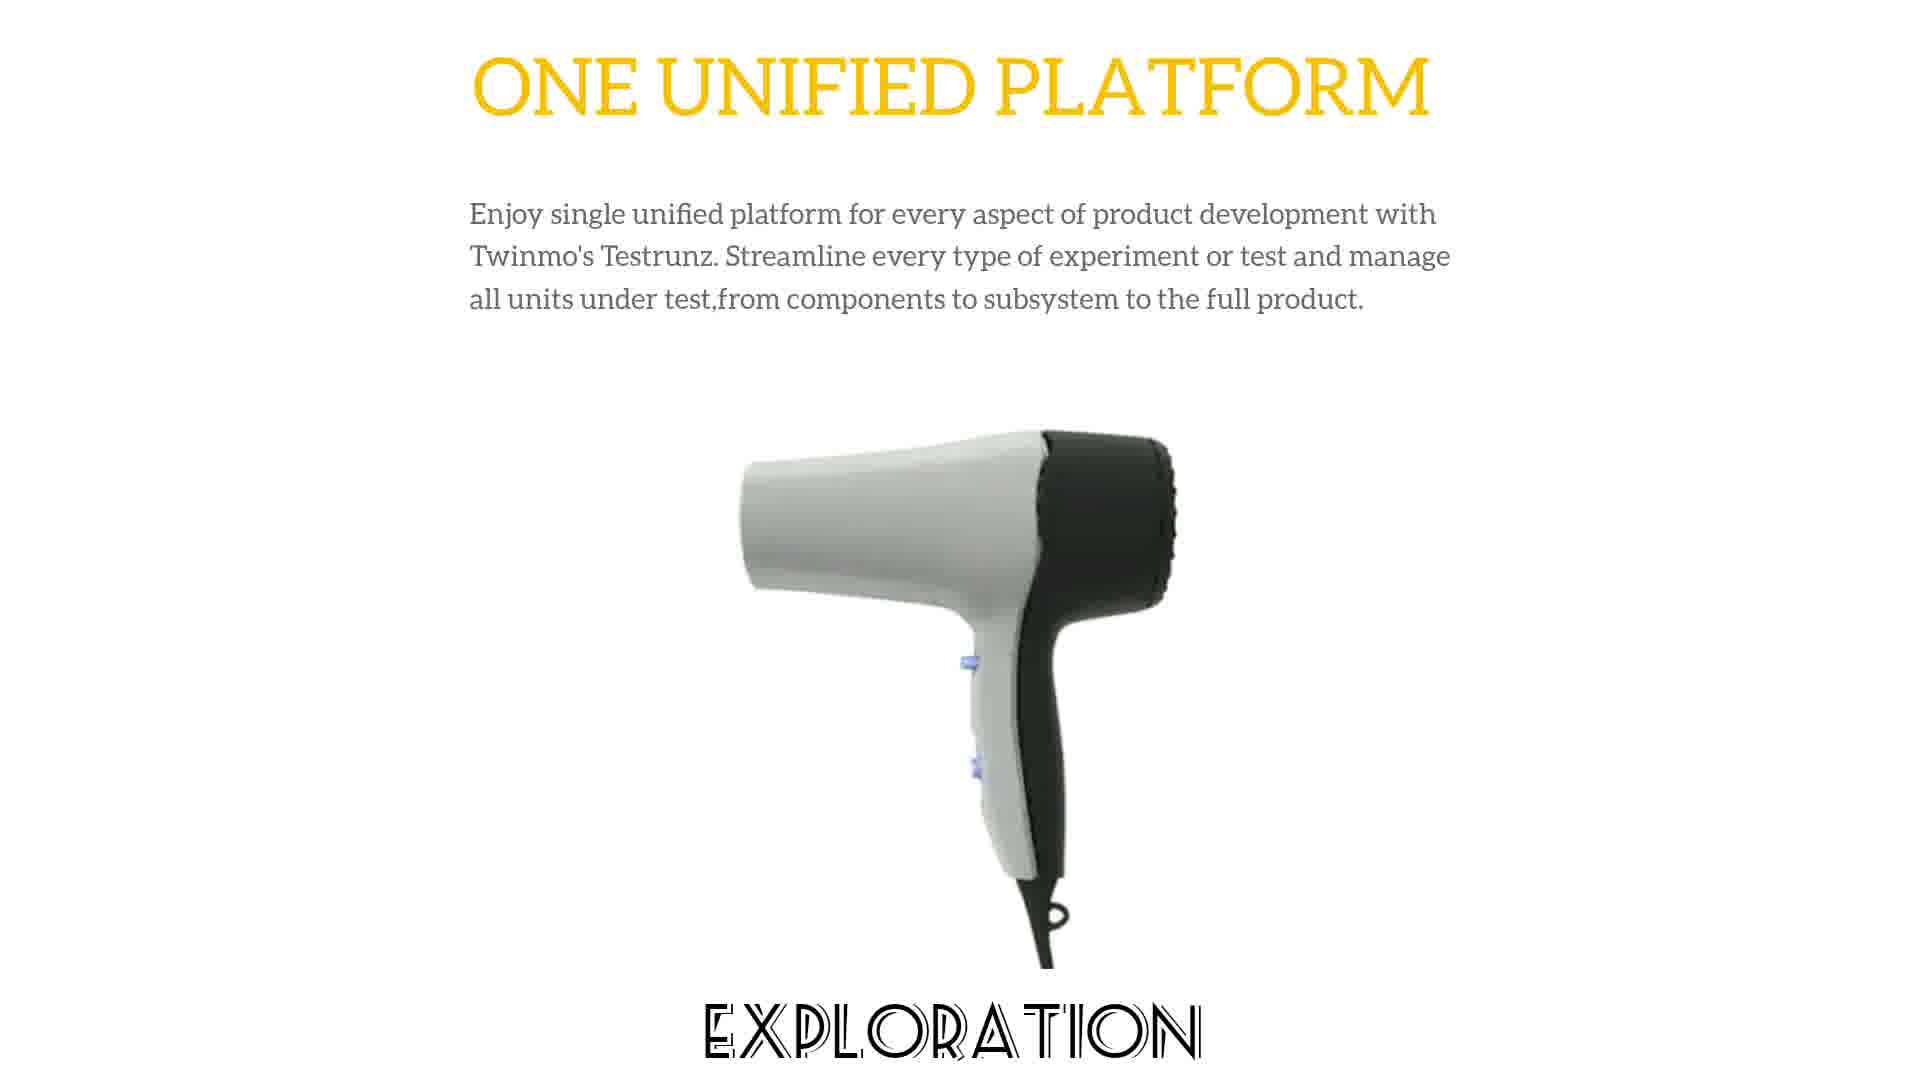 ONE UNIFIED PLATFORM
Enjoy single unified platform for every aspect of product development with
Twinmo's Testrunz. Streamline every type of experiment or test and manage
all units under test,from components to subsystem to the full product.
EXPLORATION